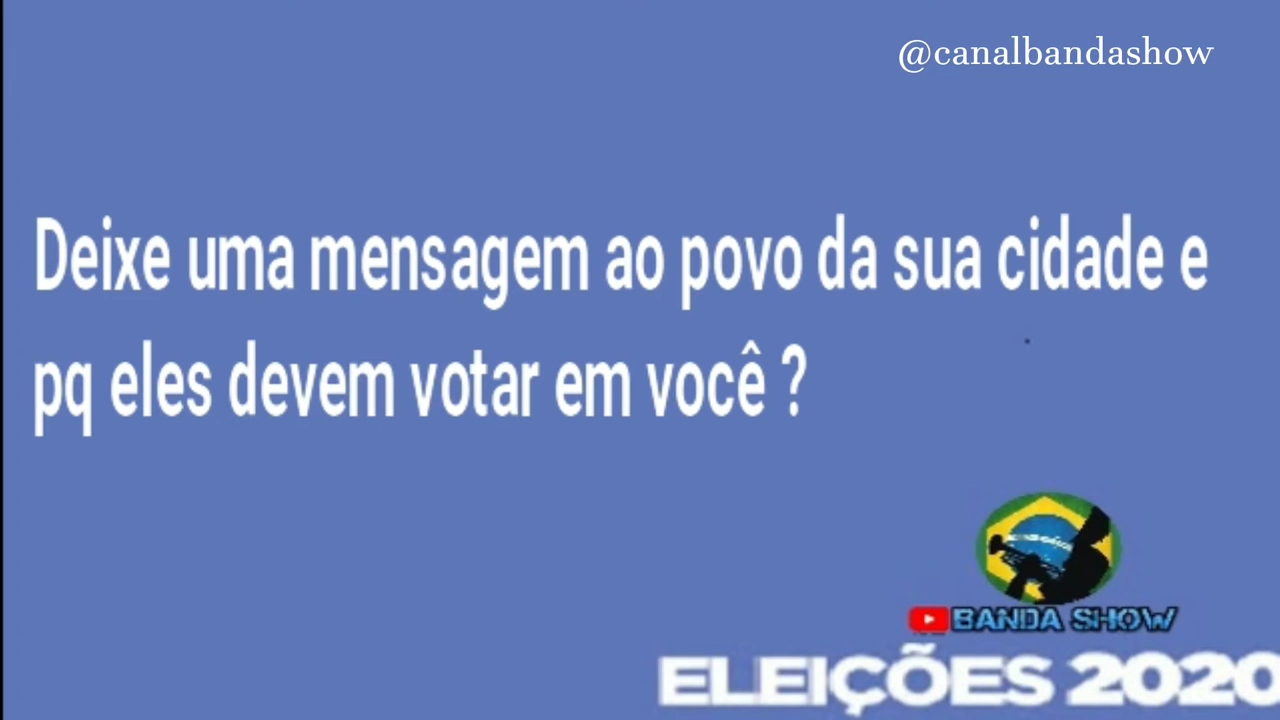 @canalbandashow
Deixe uma mensagem ao povo da sua cidade e
pq eles devem votar em você ?
BANDA SHOW
ELEIÇÕES 2020